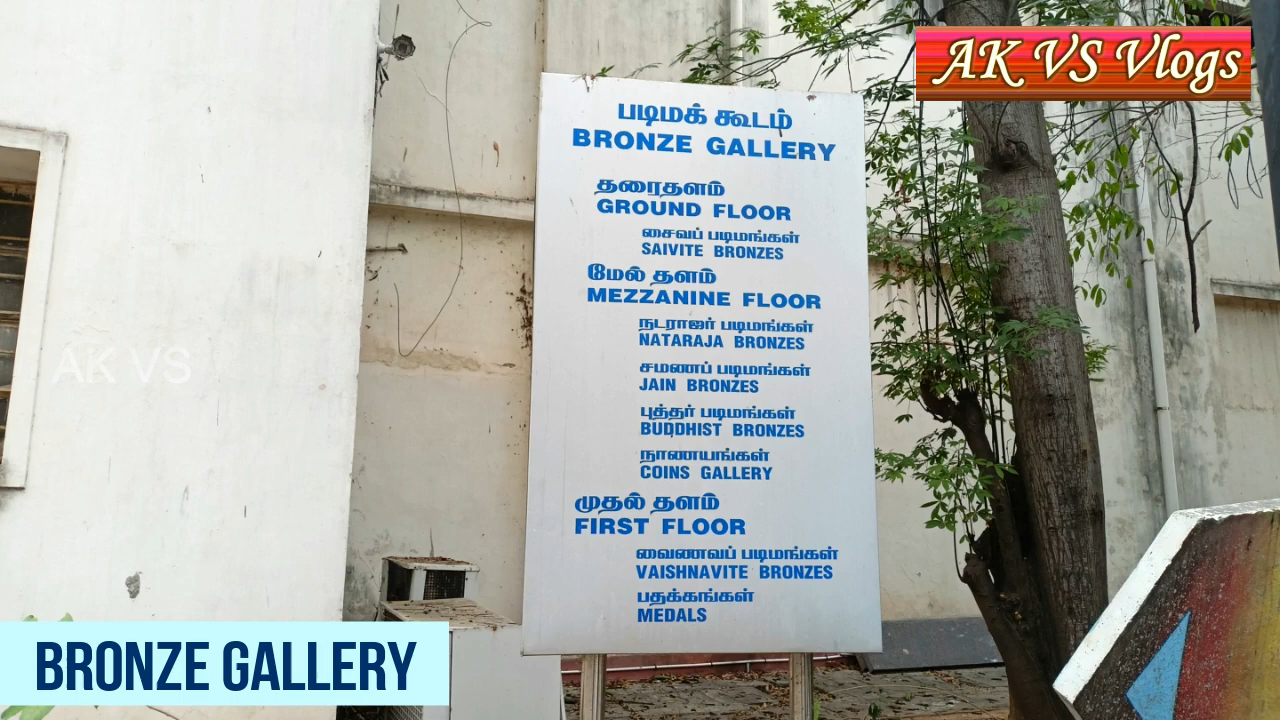 AK VS Vlogs
படிமக் கூடம்
BRONZE GALLERY
தரைதளம்
GROUND FLOOR
சைவப் படிமங்கள்
SAIVITE BRONZES
மேல் தளம்
MEZZANINE FLOOR
நடராஜர் படிமங்கள்
NATARAJA BRONZES
சமணப் படிமங்கள்
JAIN BRONZES
புத்தர் படிமங்கள்
BUDDHIST BRONZES
நாணயங்கள்
COINS GALLERY
முதல் தளம்
FIRST FLOOR
வைணவப் படிமங்கள்
VAISHNAVITE BRONZES
பதக்கங்கள்
MEDALS
AK VS
BRONZE GALLERY